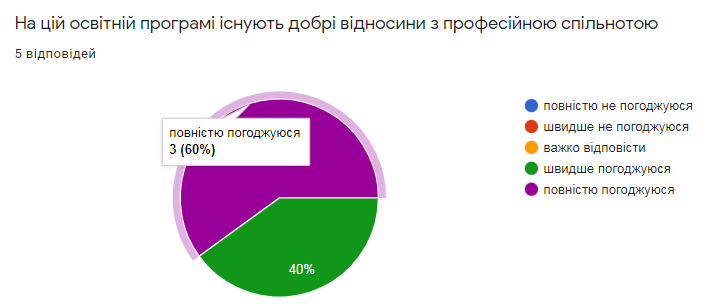 На цій освітній програмі існують добрі відносини з професійною спільнотою
5 відповідей
повністю погоджуюся
3 (60%)
40%
повністю не погоджуюся
швидше не погоджуюся
важко відповісти
швидше погоджуюся
повністю погоджуюся